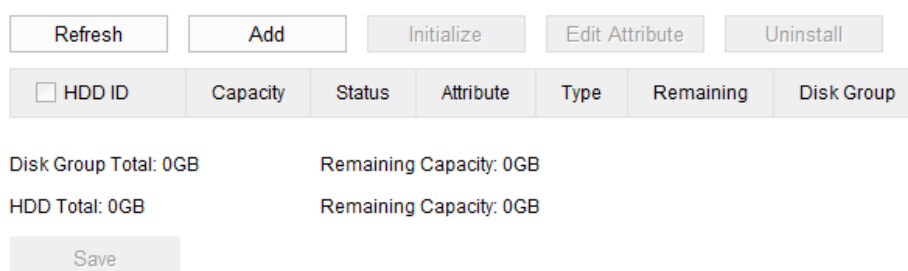 Refresh Add Initialize Edit Attribute Uninstall
HDD ID Capacity Status Attribute Type Remaining Disk Group
Disk Group Total: 0GB Remaining Capacity: 0GB
HDD Total: 0GB Remaining Capacity: 0GB
Save